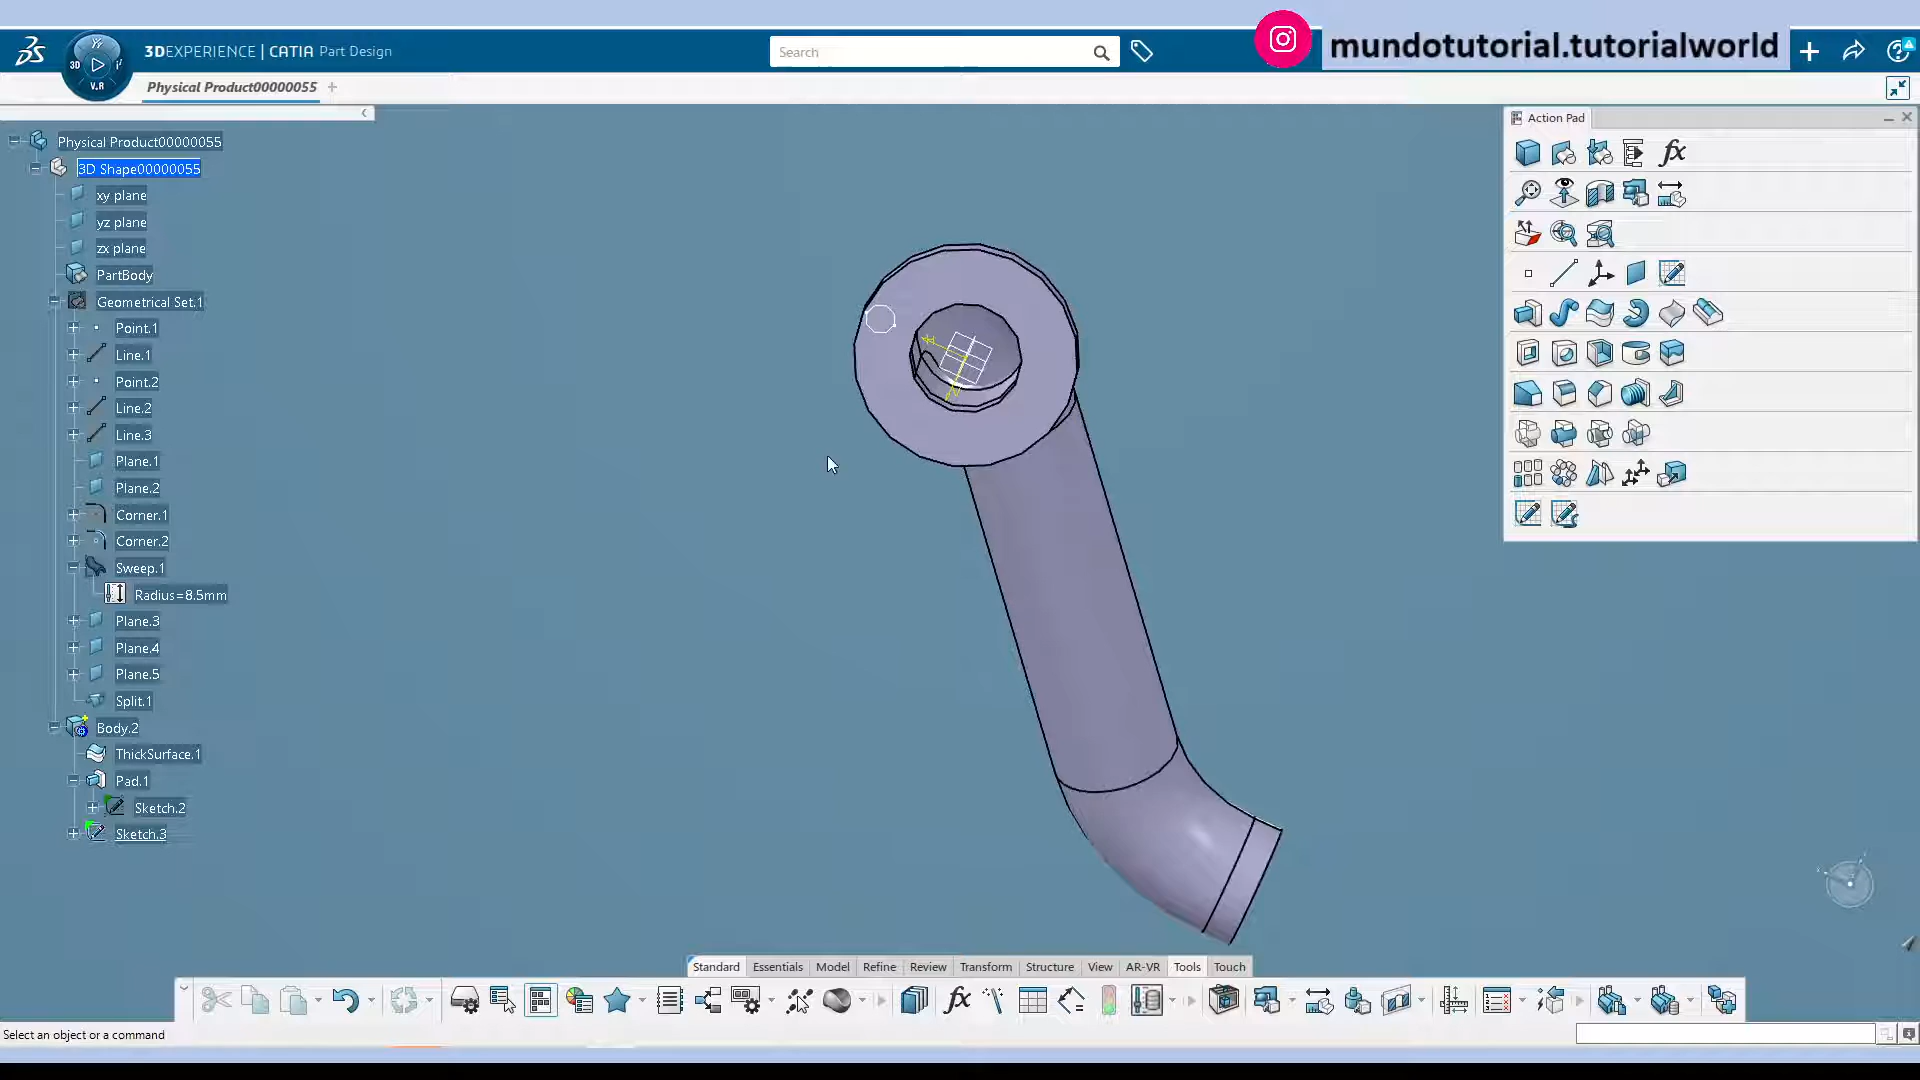 3DEXPERIENCE | CATIA Part Design
Search
mundotutorial.tutorialworld
3D
V.R
Physical Product00000055
Action Pad
Physical Product00000055
3D Shape00000055
xy plane
yz plane
zx plane
PartBody
Geometrical Set.1
Point.1
Line.1
Point.2
Line.2
Line.3
Plane.1
Plane.2
Corner.1
Corner.2
Sweep.1
Radius=8.5mm
Plane.3
Plane.4
Plane.5
Split.1
Body.2
ThickSurface.1
Pad.1
Sketch.2
Sketch.3
Standard Essentials Model Refine Review Transform Structure View AR-VR Tools Touch
Select an object or a command